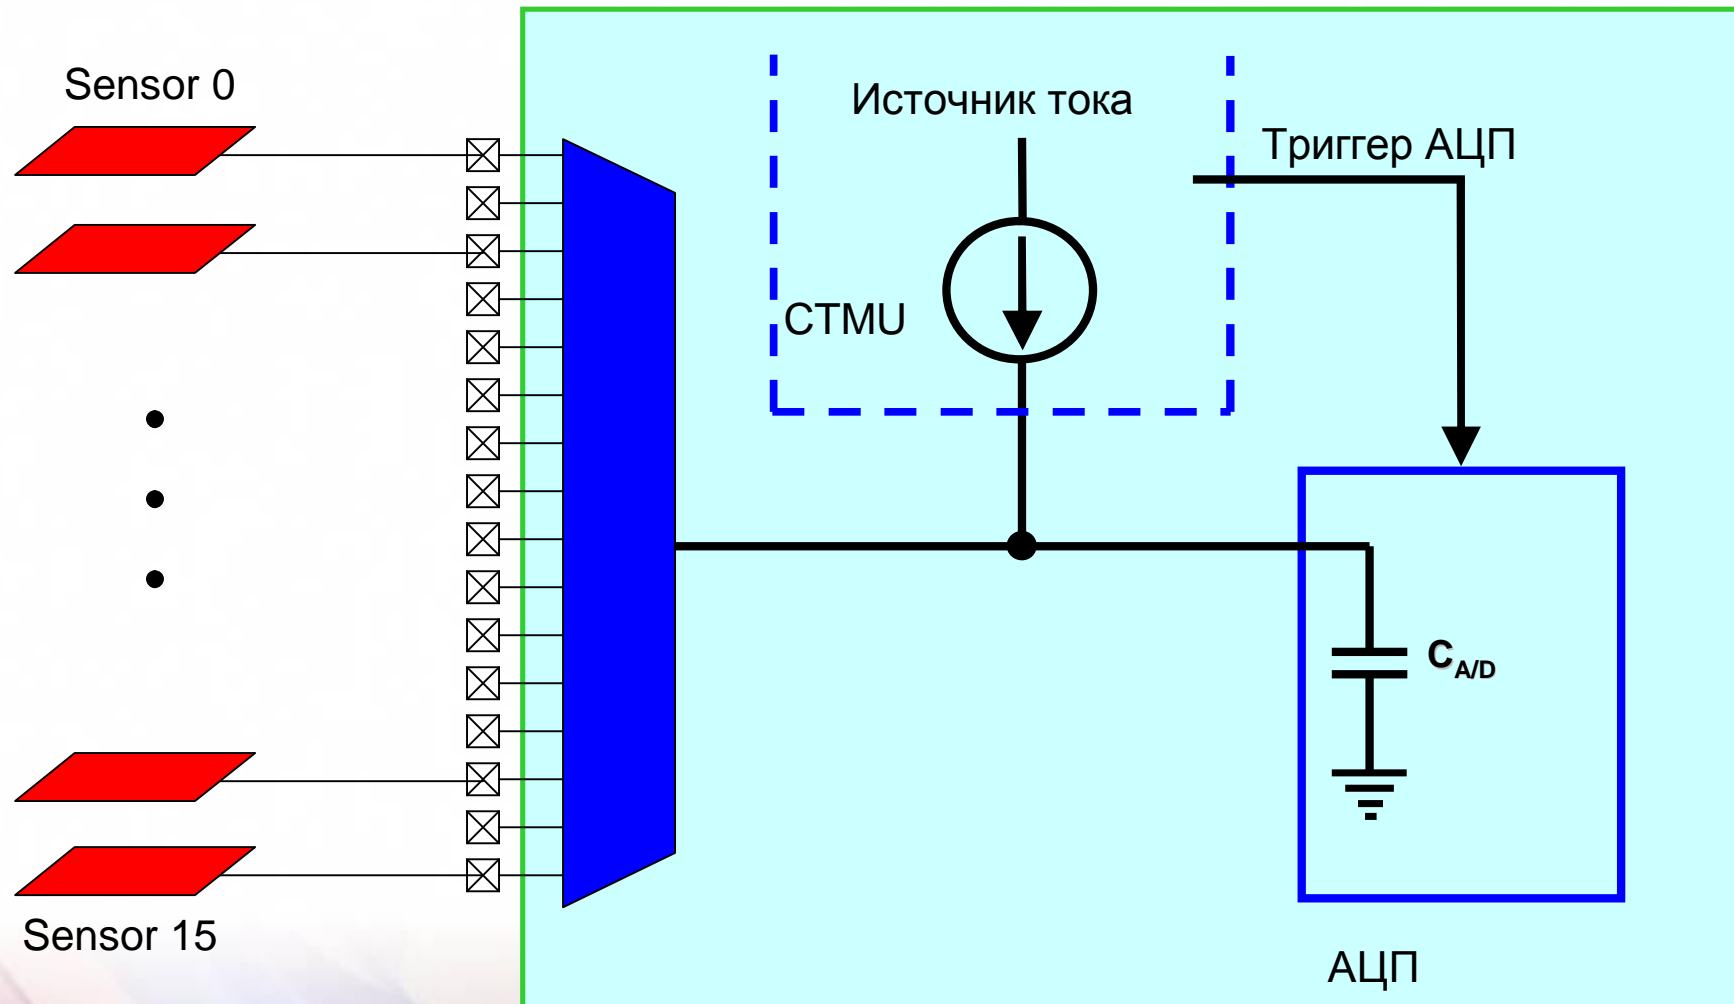 Sensor 0
Источник тока
Триггер АЦП
CTMU
C A/D
Sensor 15
АЦП